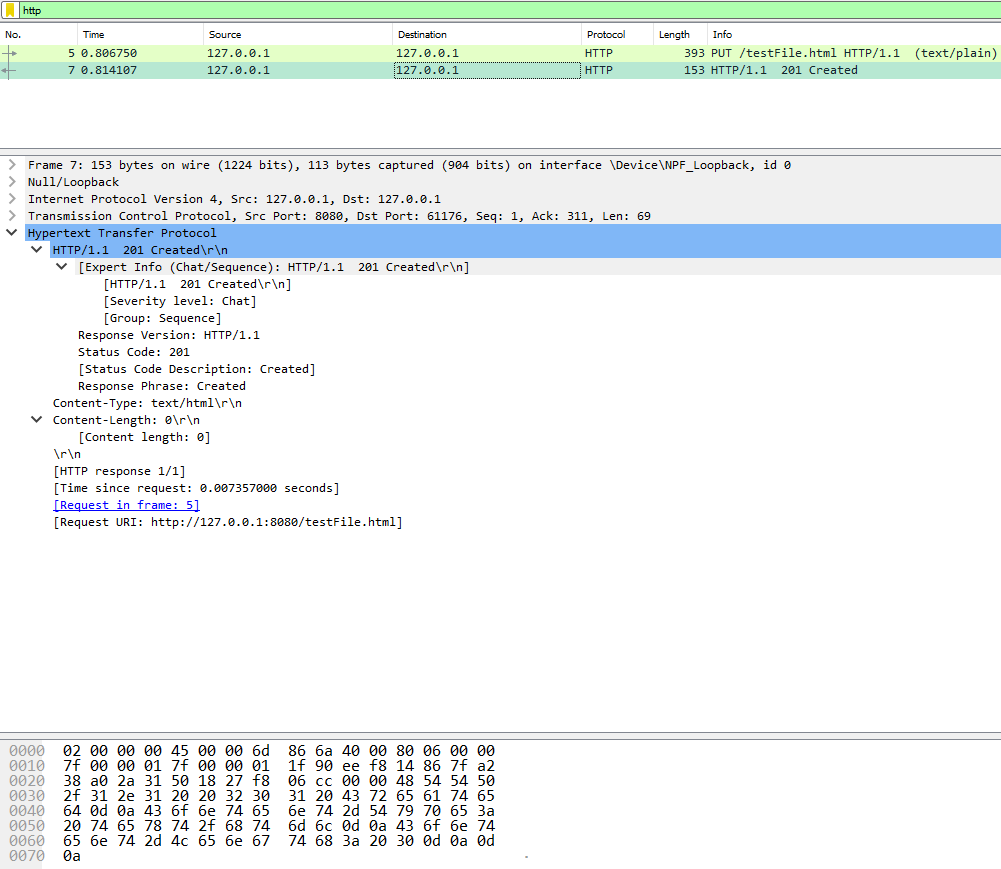 http
No. Time Source Destination Protocol Length Info
5 0.806750 127.0.0.1 127.0.0.1 HTTP 393 PUT /testFile.html HTTP/1.1  (text/plain)
7 0.814107 127.0.0.1 127.0.0.1 HTTP 153 HTTP/1.1  201 Created
Frame 7: 153 bytes on wire (1224 bits), 113 bytes captured (904 bits) on interface \Device\NPF_Loopback, id 0
Null/Loopback
Internet Protocol Version 4, Src: 127.0.0.1, Dst: 127.0.0.1
Transmission Control Protocol, Src Port: 8080, Dst Port: 61176, Seq: 1, Ack: 311, Len: 69
Hypertext Transfer Protocol
HTTP/1.1  201 Created\r\n
[Expert Info (Chat/Sequence): HTTP/1.1  201 Created\r\n]
[HTTP/1.1  201 Created\r\n]
[Severity level: Chat]
[Group: Sequence]
Response Version: HTTP/1.1
Status Code: 201
[Status Code Description: Created]
Response Phrase: Created
Content-Type: text/html\r\n
Content-Length: 0\r\n
[Content length: 0]
\r\n
[HTTP response 1/1]
[Time since request: 0.007357000 seconds]
[Request in frame: 5]
[Request URI: http://127.0.0.1:8080/testFile.html]
0000 02 00 00 00 45 00 00 6d 86 6a 40 00 80 06 00 00
0010 7f 00 00 01 7f 00 00 01 1f 90 ee f8 14 86 7f a2
0020 38 a0 2a 31 50 18 27 f8 06 cc 00 00 48 54 54 50
0030 2f 31 2e 31 20 20 32 30 31 20 43 72 65 61 74 65
0040 64 0d 0a 43 6f 6e 74 65 6e 74 2d 54 79 70 65 3a
0050 20 74 65 78 74 2f 68 74 6d 6c 0d 0a 43 6f 6e 74
0060 65 6e 74 2d 4c 65 6e 67 74 68 3a 20 30 0d 0a 0d
0070 0a